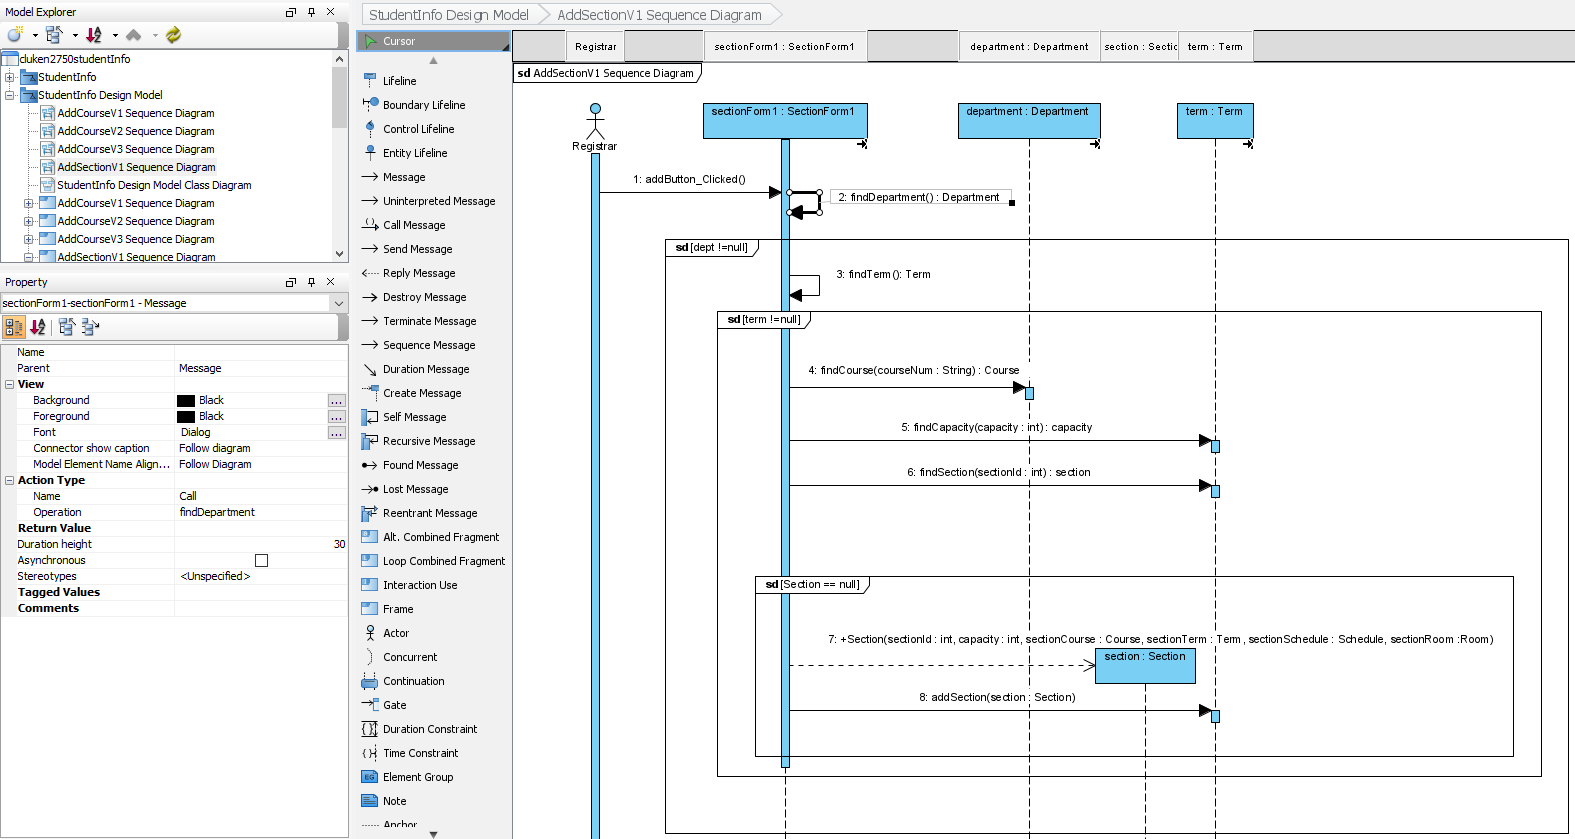 Model Explorer
cluken2750studentInfo
StudentInfo
StudentInfo Design Model
AddCourseV1 Sequence Diagram
AddCourseV2 Sequence Diagram
AddCourseV3 Sequence Diagram
AddSectionV1 Sequence Diagram
StudentInfo Design Model Class Diagram
AddCourseV1 Sequence Diagram
AddCourseV2 Sequence Diagram
AddCourseV3 Sequence Diagram
AddSectionV1 Sequence Diagram
Property
sectionForm1-sectionForm1 - Message
Name
Parent Message
View
Background Black ...
Foreground Black ...
Font Dialog ...
Connector show caption Follow diagram
Model Element Name Align... Follow Diagram
Action Type
Name Call
Operation findDepartment
Return Value
Duration height 30
Asynchronous
Stereotypes <Unspecified>
Tagged Values
Comments
Cursor
Lifeline
Boundary Lifeline
Control Lifeline
Entity Lifeline
Message
Uninterpreted Message
Call Message
Send Message
Reply Message
Destroy Message
Terminate Message
Sequence Message
Duration Message
Create Message
Self Message
Recursive Message
Found Message
Lost Message
Reentrant Message
Alt. Combined Fragment
Loop Combined Fragment
Interaction Use
Frame
Actor
Concurrent
Continuation
Gate
Duration Constraint
Time Constraint
EG Element Group
Note
Anchor
StudentInfo Design Model AddSectionV1 Sequence Diagram
Registrar sectionForm1 : SectionForm1 department : Department section : Sectic term : Term
sd AddSectionV1 Sequence Diagram
sectionForm1 : SectionForm1 department : Department term : Term
Registrar
1: addButton_Clicked()
2: findDepartment() : Department
sd [dept !=null]
3: findTerm(): Term
sd [term !=null]
4: findCourse(courseNum : String) : Course
5: findCapacity(capacity : int) : capacity
6: findSection(sectionId : int) : section
sd [Section == null]
7: +Section(sectionId : int, capacity : int, sectionCourse : Course, sectionTerm : Term , sectionSchedule : Schedule, sectionRoom :Room)
section : Section
8: addSection(section : Section)